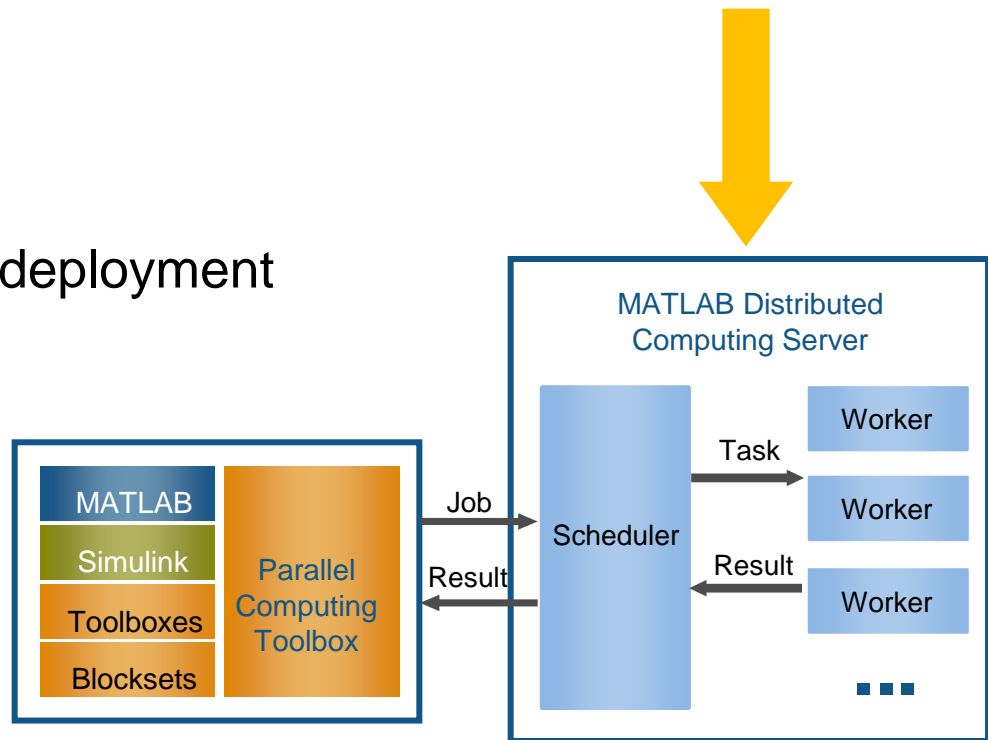 deployment
MATLAB Distributed
Computing Server
MATLAB
Simulink
Toolboxes
Blocksets
Parallel
Computing
Toolbox
Job
Result
Scheduler
Task
Result
Worker
Worker
Worker